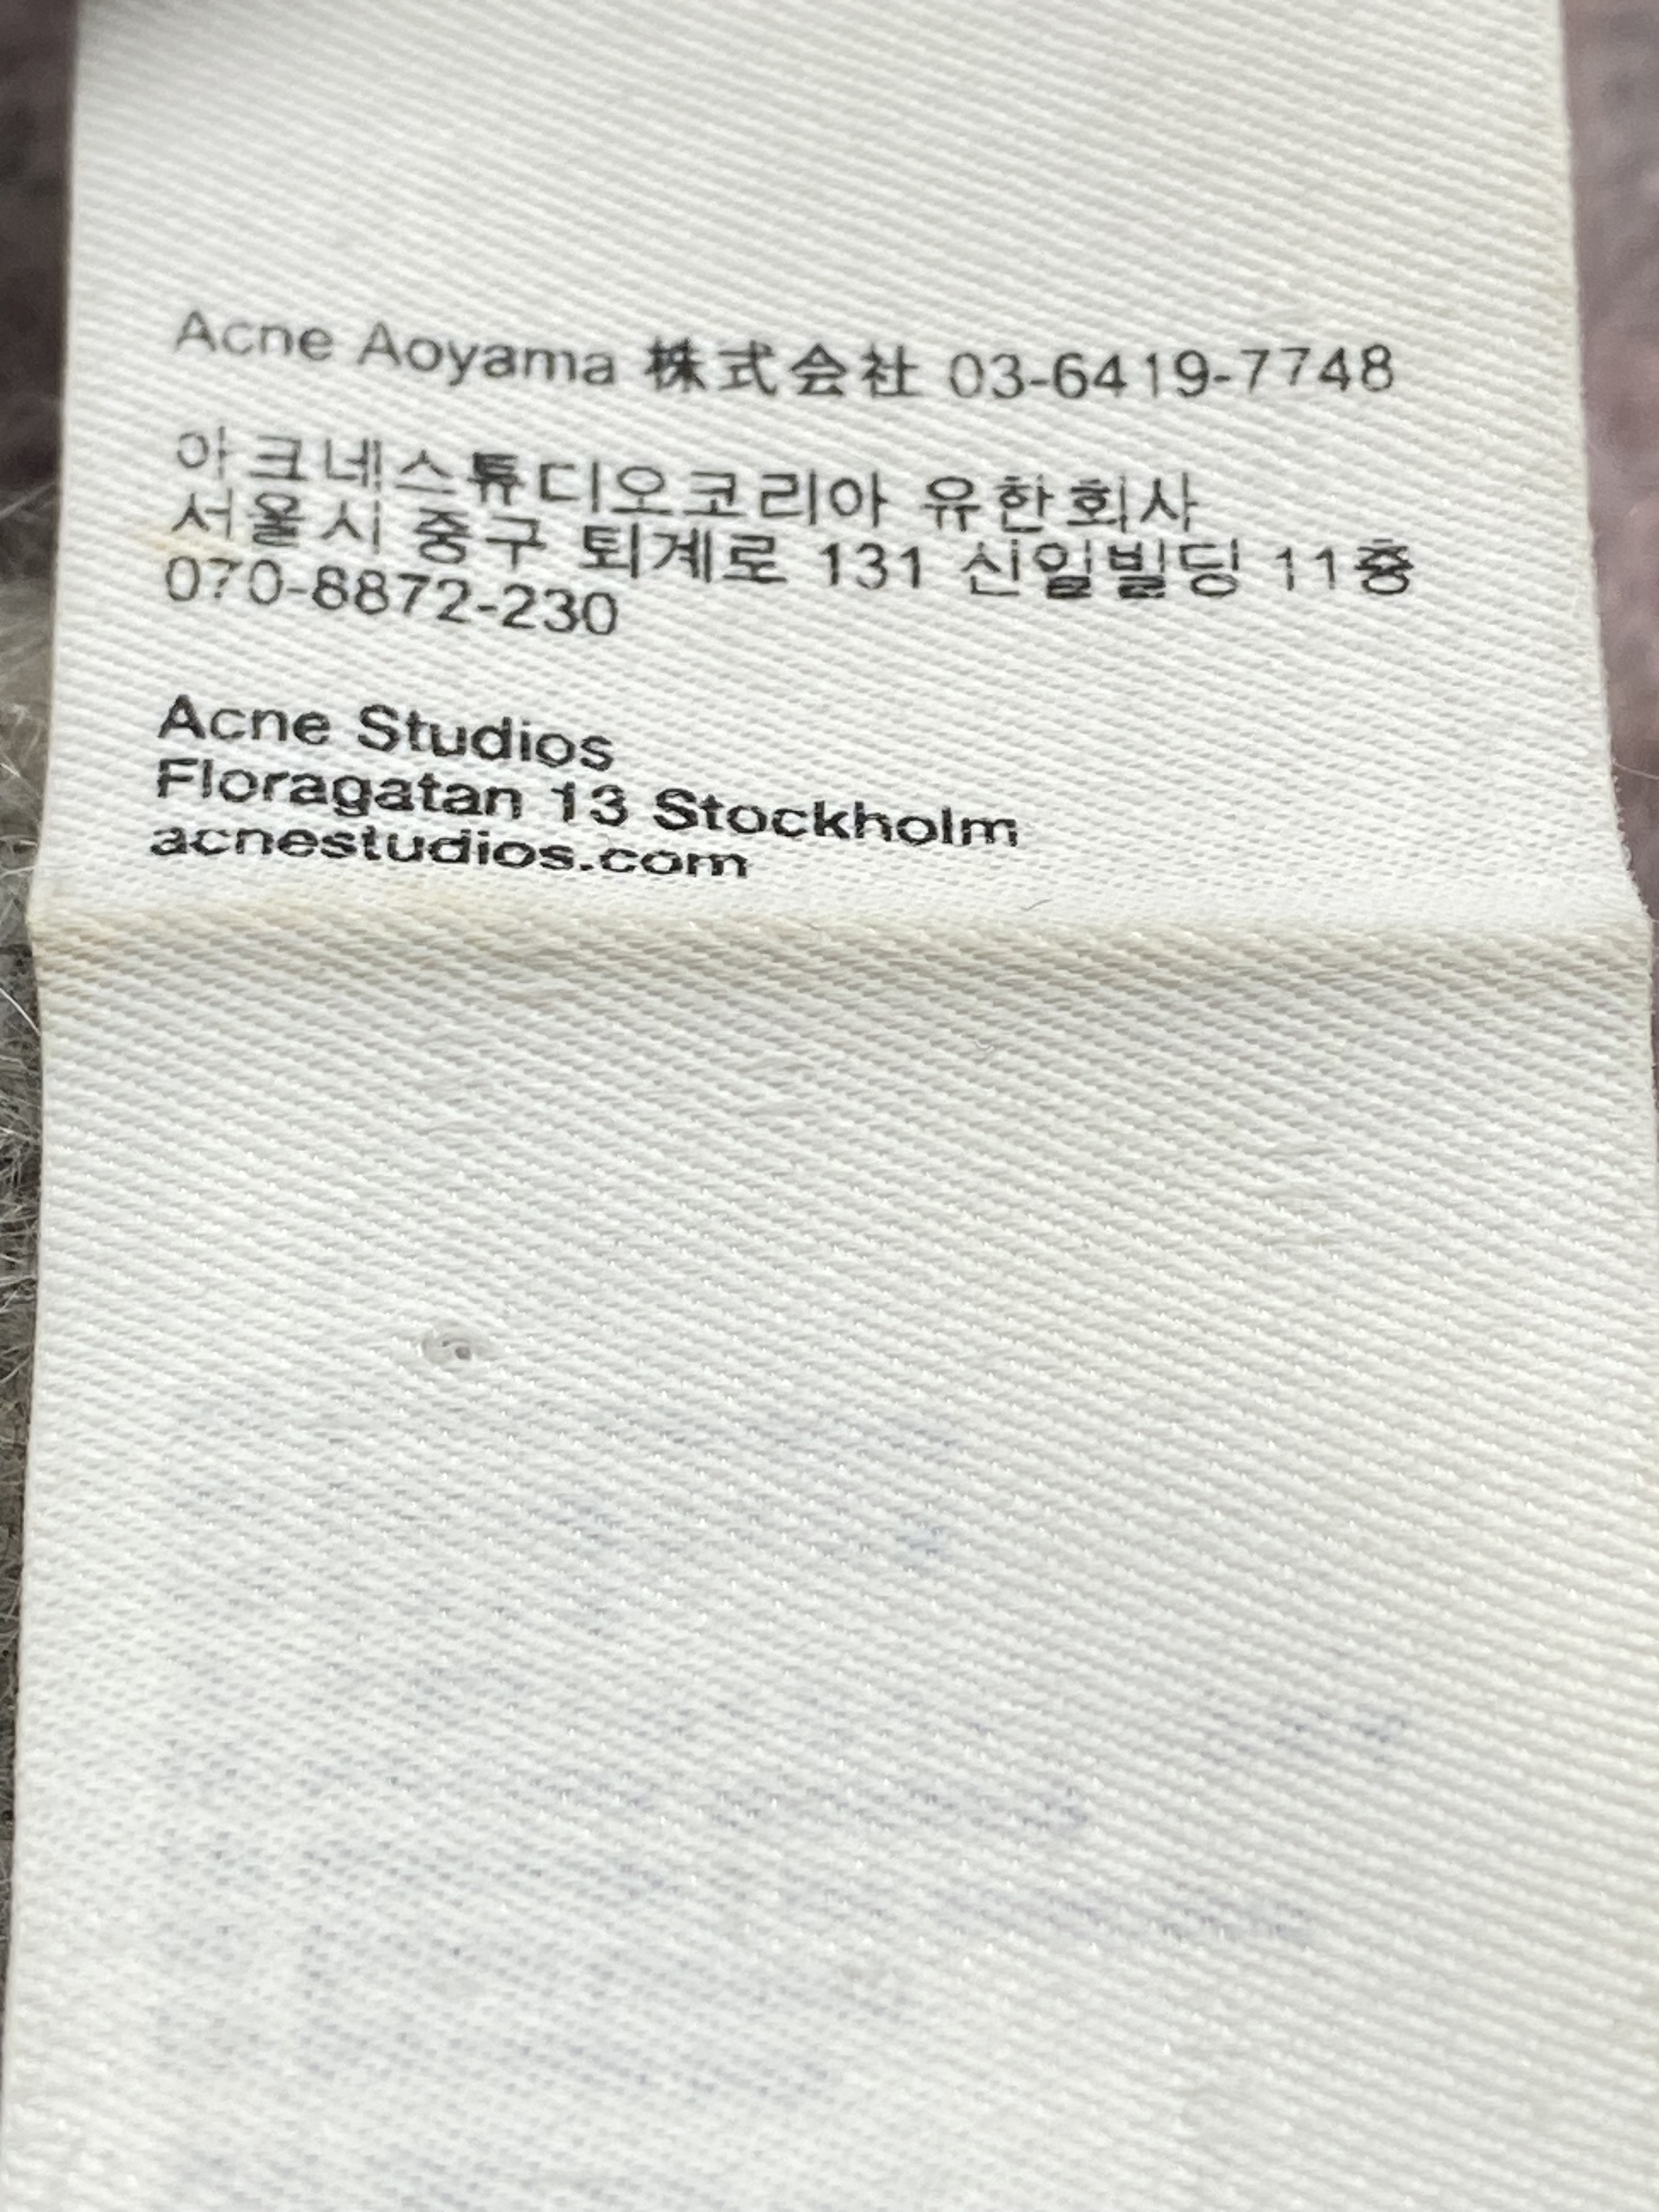 Acne Aoyama 株式会社 03-6419-7748
아크네스튜디오코리아 유한회사
서울시 중구 퇴계로 131 신일빌딩 11층
070-8872-230
Acne Studios
Floragatan 13 Stockholm
acnestudios.com